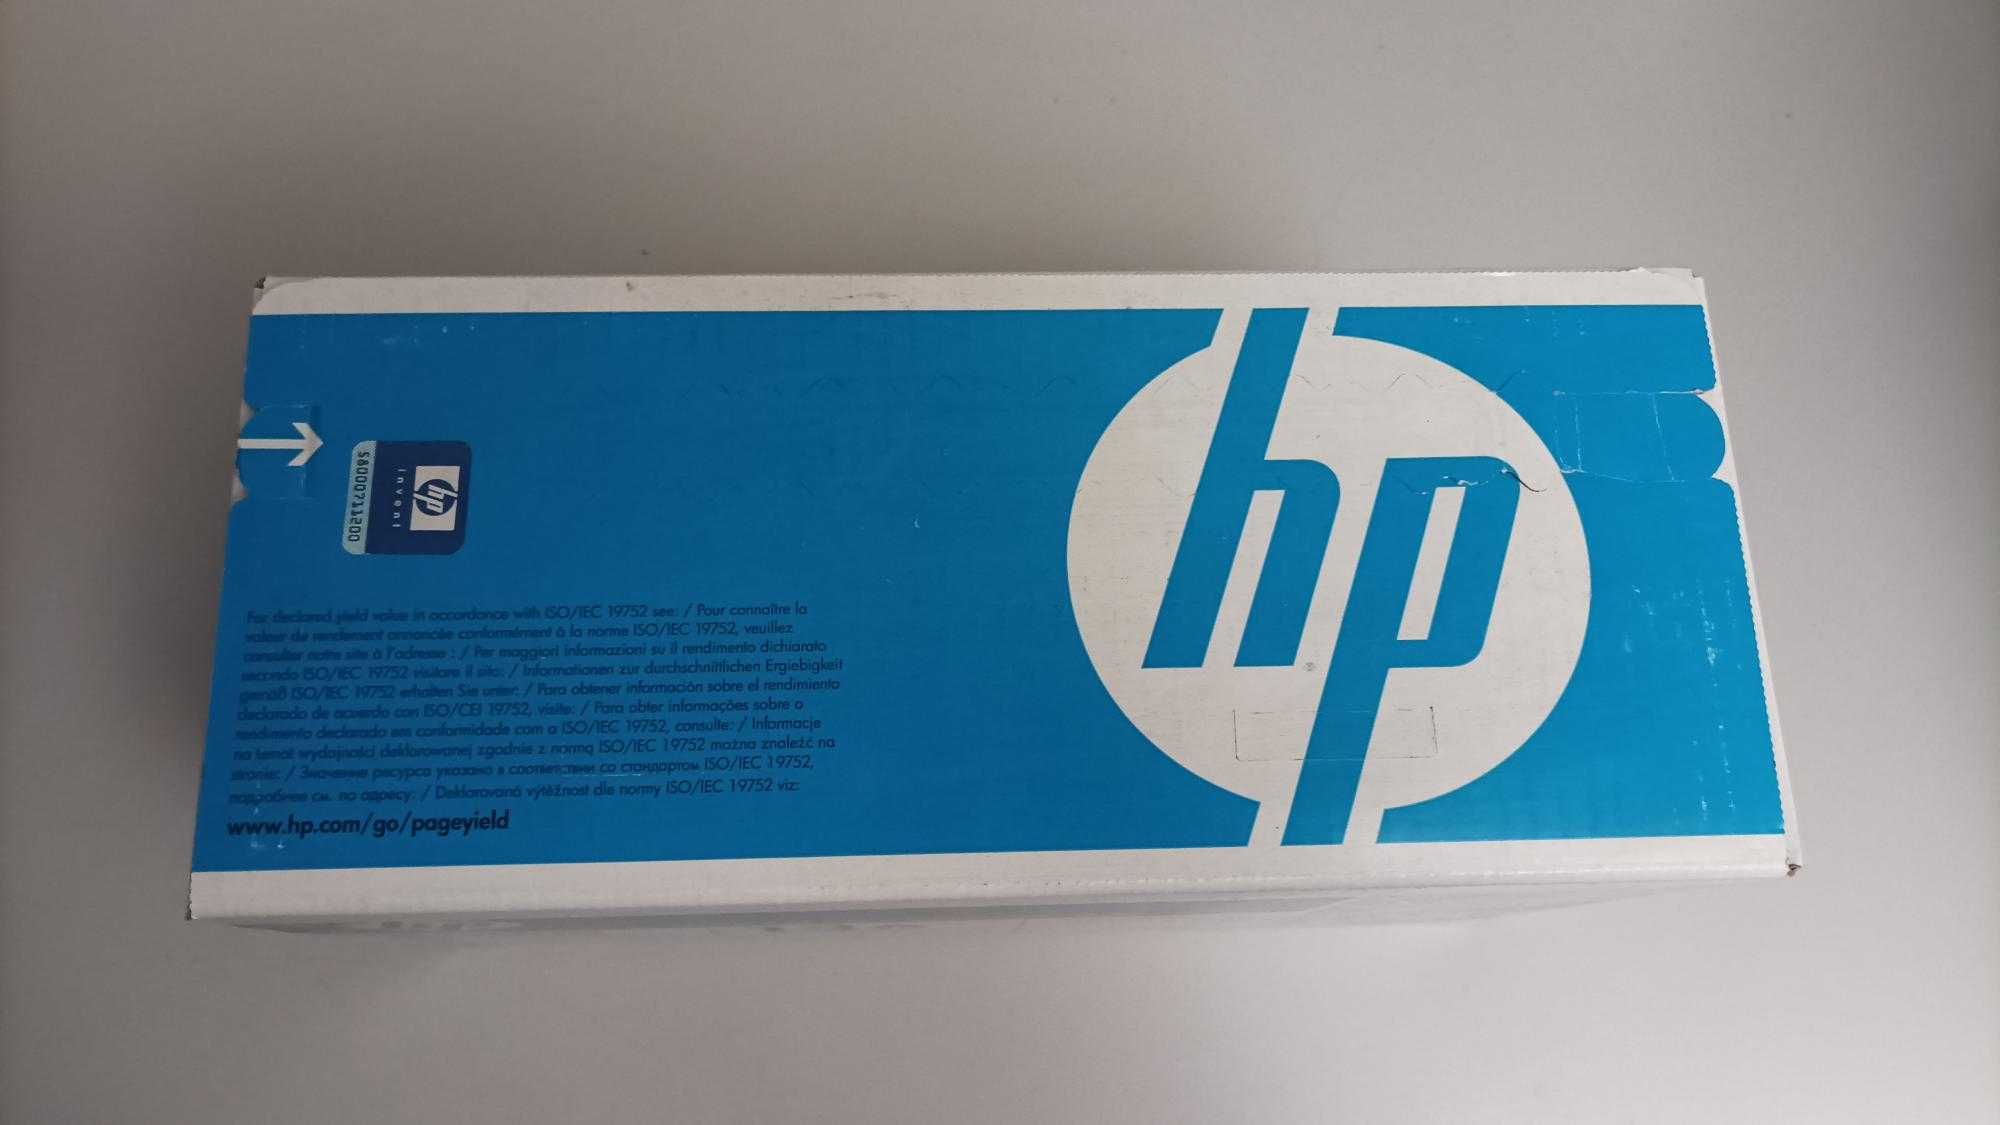 hp
hp
invent
58000711200
For declared yield value in accordance with ISO/IEC 19752 see: / Pour connaître la
valeur de rendement annoncée conformément à la norme ISO/IEC 19752, veuillez
consulter notre site à l'adresse : / Per maggiori informazioni su il rendimento dichiarato
secondo ISO/IEC 19752 visitare il sito: / Informationen zur durchschnittlichen Ergiebigkeit
gemäß ISO/IEC 19752 erhalten Sie unter: / Para obtener información sobre el rendimiento
declarado de acuerdo con ISO/CEI 19752, visite: / Para obter informações sobre o
rendimento declarado em conformidade com a ISO/IEC 19752, consulte: / Informacje
na temat wydajności deklarowanej zgodnie z normą ISO/IEC 19752 można znaleźć na
stronie: / Значение ресурса указано в соответствии со стандартом ISO/IEC 19752,
подробнее см. по адресу: / Deklarovaná výtěžnost dle normy ISO/IEC 19752 viz:
www.hp.com/go/pageyield